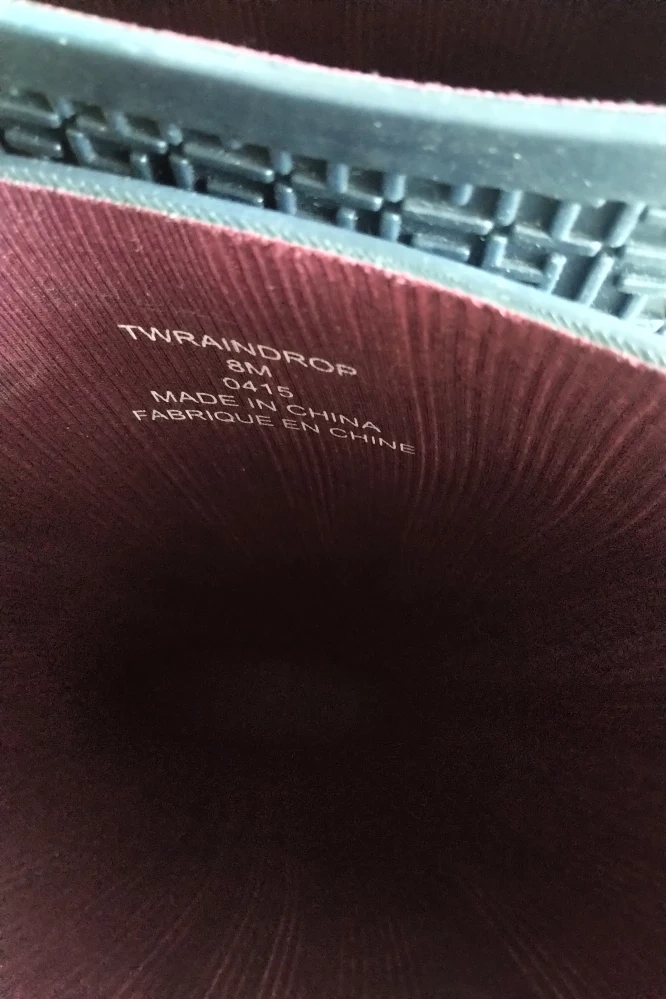 TWRAINDROP
8M
0415
MADE IN CHINA
FABRIQUE EN CHINE